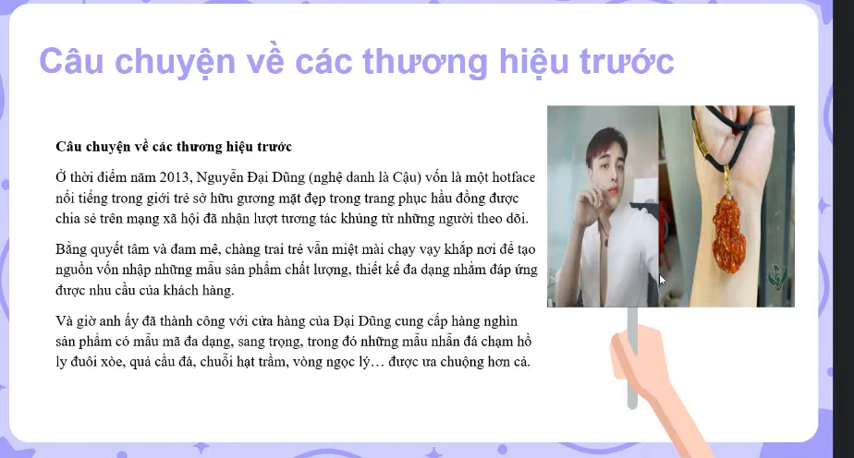 Câu chuyện về các thương hiệu trước
Câu chuyện về các thương hiệu trước
Ở thời điểm năm 2013, Nguyễn Đại Dũng (nghệ danh là Cậu) vốn là một hotface
nổi tiếng trong giới trẻ sở hữu gương mặt đẹp trong trang phục hầu đồng được
chia sẻ trên mạng xã hội đã nhận lượt tương tác khủng từ những người theo dõi.
Bằng quyết tâm và đam mê, chàng trai trẻ vẫn miệt mài chạy vạy khắp nơi để tạo
nguồn vốn nhập những mẫu sản phẩm chất lượng, thiết kế đa dạng nhằm đáp ứng
được nhu cầu của khách hàng.
Và giờ anh ấy đã thành công với cửa hàng của Đại Dũng cung cấp hàng nghìn
sản phẩm có mẫu mã đa dạng, sang trọng, trong đó những mẫu nhẫn đá chạm hồ
ly đuôi xòe, quả cầu đá, chuỗi hạt trầm, vòng ngọc lý… được ưa chuộng hơn cả.